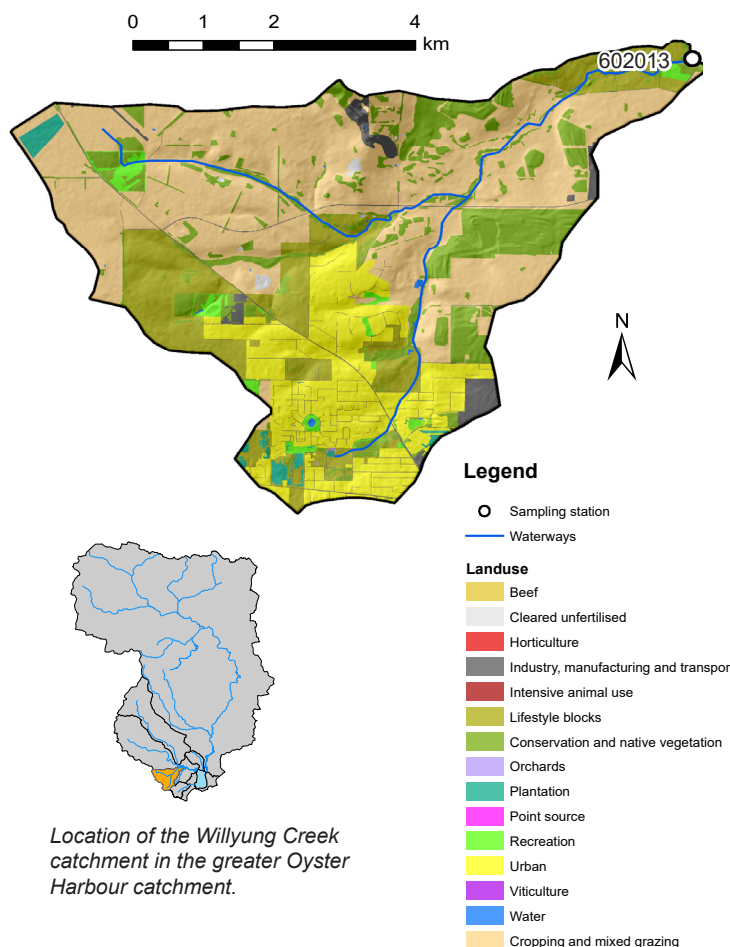 0 1 2 4
km
602013
N
Legend
Sampling station
Waterways
Landuse
Beef
Cleared unfertilised
Horticulture
Industry, manufacturing and transpor
Intensive animal use
Lifestyle blocks
Conservation and native vegetation
Orchards
Plantation
Point source
Recreation
Urban
Viticulture
Water
Cropping and mixed grazing
Location of the Willyung Creek
catchment in the greater Oyster
Harbour catchment.